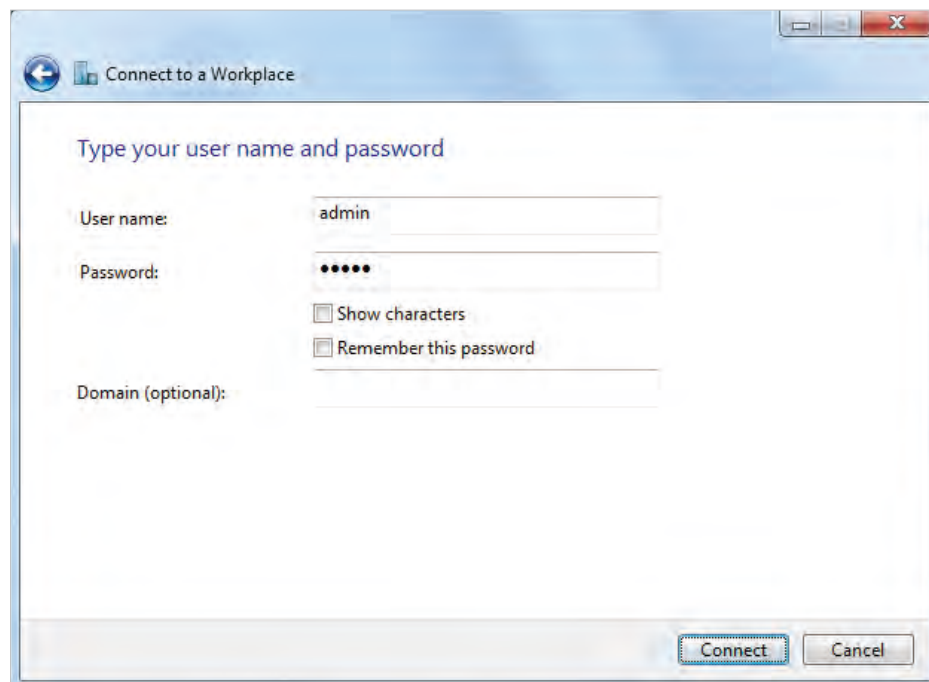 Connect to a Workplace
Type your user name and password
User name: admin
Password: •••••
Show characters
Remember this password
Domain (optional):
Connect Cancel